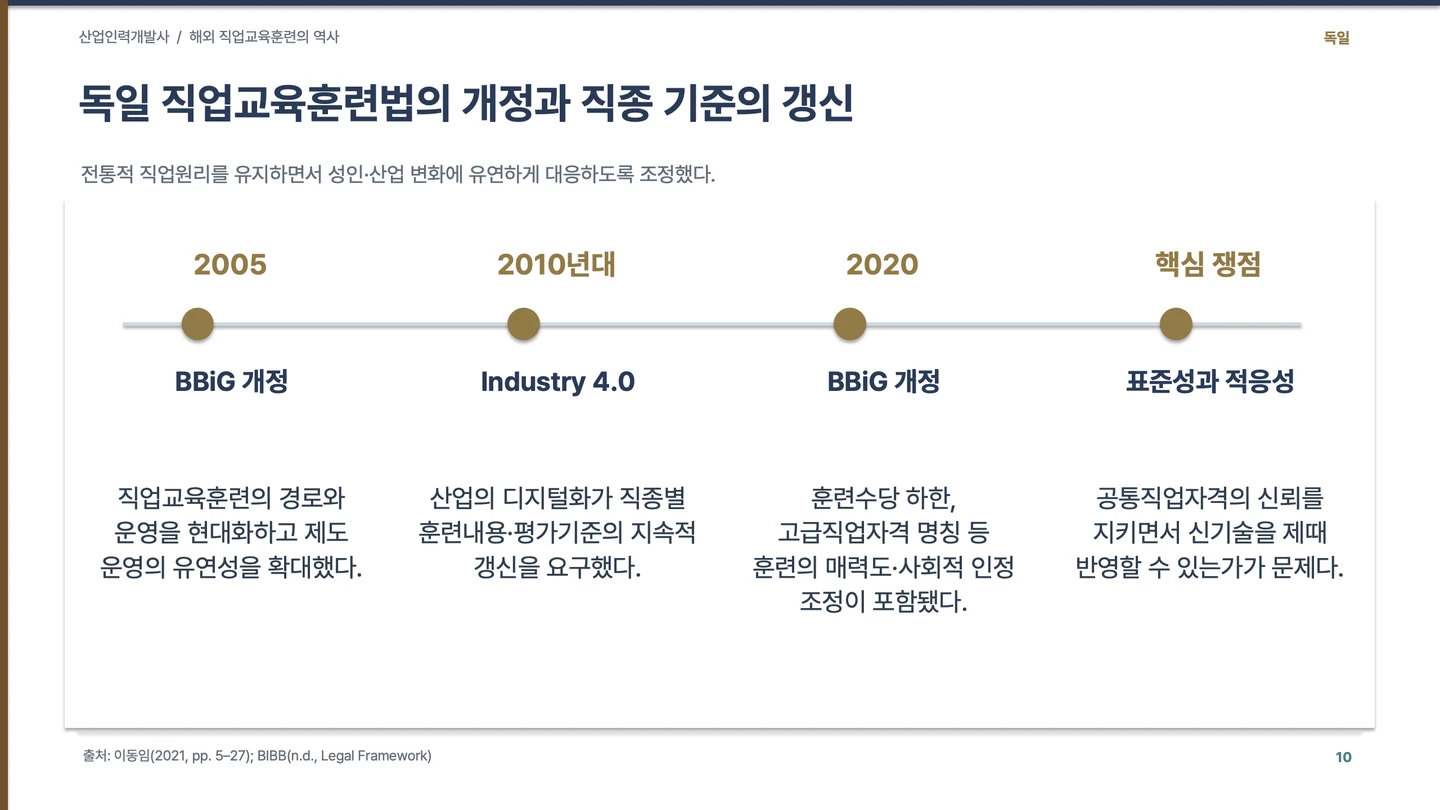 산업인력개발사 / 해외 직업교육훈련의 역사
독일
독일 직업교육훈련법의 개정과 직종 기준의 갱신
전통적 직업원리를 유지하면서 성인·산업 변화에 유연하게 대응하도록 조정했다.
2005
BBiG 개정
직업교육훈련의 경로와
운영을 현대화하고 제도
운영의 유연성을 확대했다.
2010년대
Industry 4.0
산업의 디지털화가 직종별
훈련내용·평가기준의 지속적
갱신을 요구했다.
2020
BBiG 개정
훈련수당 하한,
고급직업자격 명칭 등
훈련의 매력도·사회적 인정
조정이 포함됐다.
핵심 쟁점
표준성과 적응성
공통직업자격의 신뢰를
지키면서 신기술을 제때
반영할 수 있는가가 문제다.
출처: 이동임(2021, pp. 5–27); BIBB(n.d., Legal Framework)
10